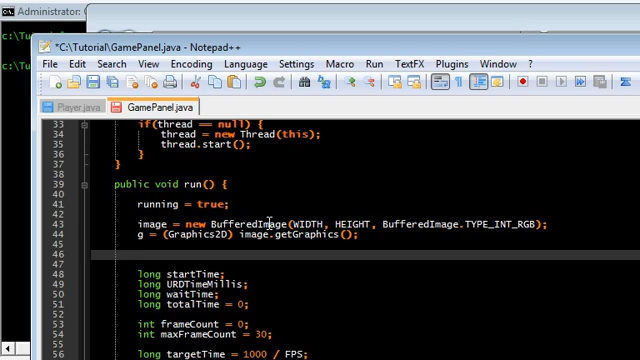 Administrator: C
c:\Tu
c:\Tu
*C:\Tutorial\GamePanel.java - Notepad++
File Edit Search View Encoding Language Settings Macro Run TextFX Plugins Window ?
Player.java GamePanel.java
33 if(thread == null) {
34 thread = new Thread(this);
35 thread.start();
36 }
37 }
38
39 public void run() {
40
41 running = true;
42
43 image = new BufferedImage(WIDTH, HEIGHT, BufferedImage.TYPE_INT_RGB);
44 g = (Graphics2D) image.getGraphics();
45
46
47
48 long startTime;
49 long URDTimeMillis;
50 long waitTime;
51 long totalTime = 0;
52
53 int frameCount = 0;
54 int maxFrameCount = 30;
55
56 long targetTime = 1000 / FPS;